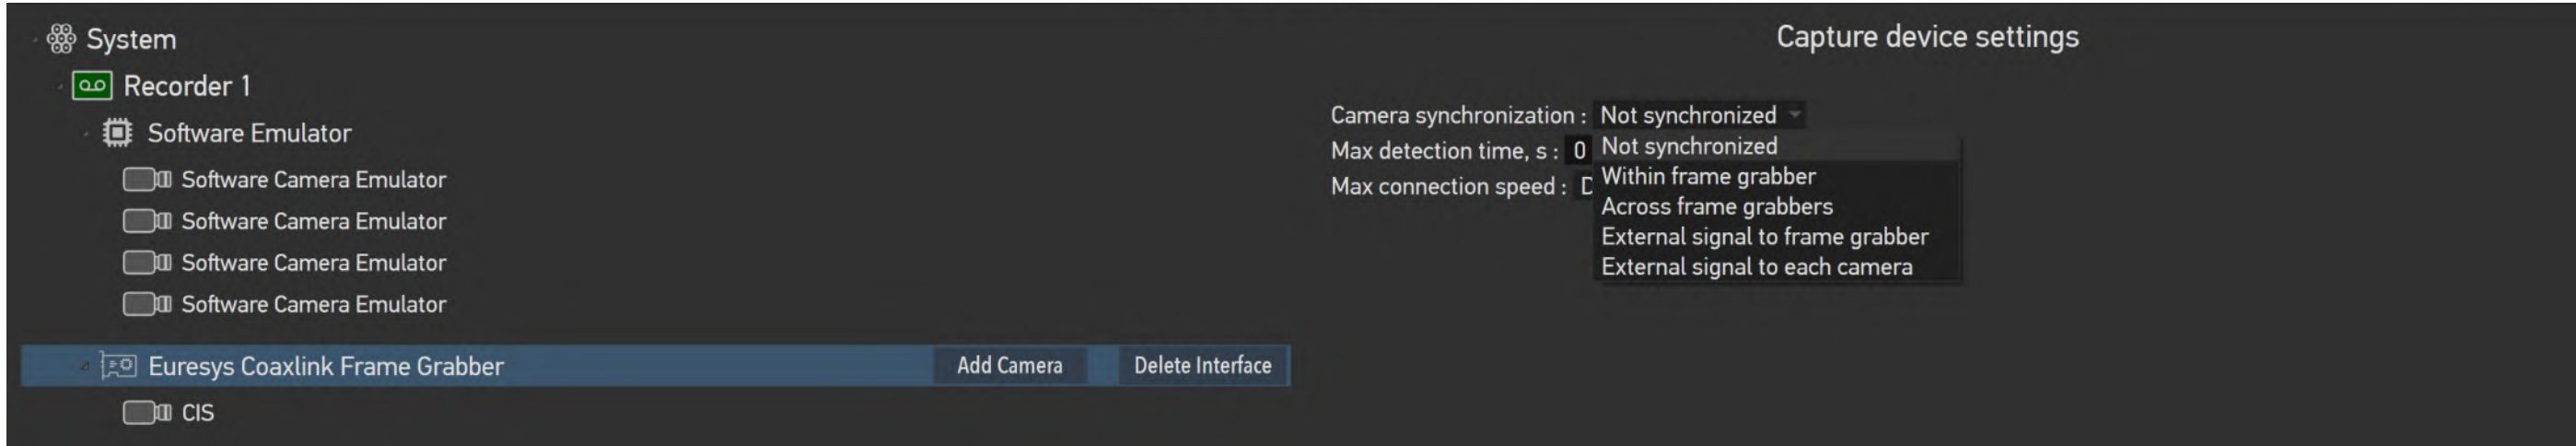 System
Recorder 1
Software Emulator
Software Camera Emulator
Software Camera Emulator
Software Camera Emulator
Software Camera Emulator
Euresys Coaxlink Frame Grabber Add Camera Delete Interface
CIS
Capture device settings
Camera synchronization : Not synchronized
Max detection time, s : 0
Max connection speed :
Not synchronized
Within frame grabber
Across frame grabbers
External signal to frame grabber
External signal to each camera